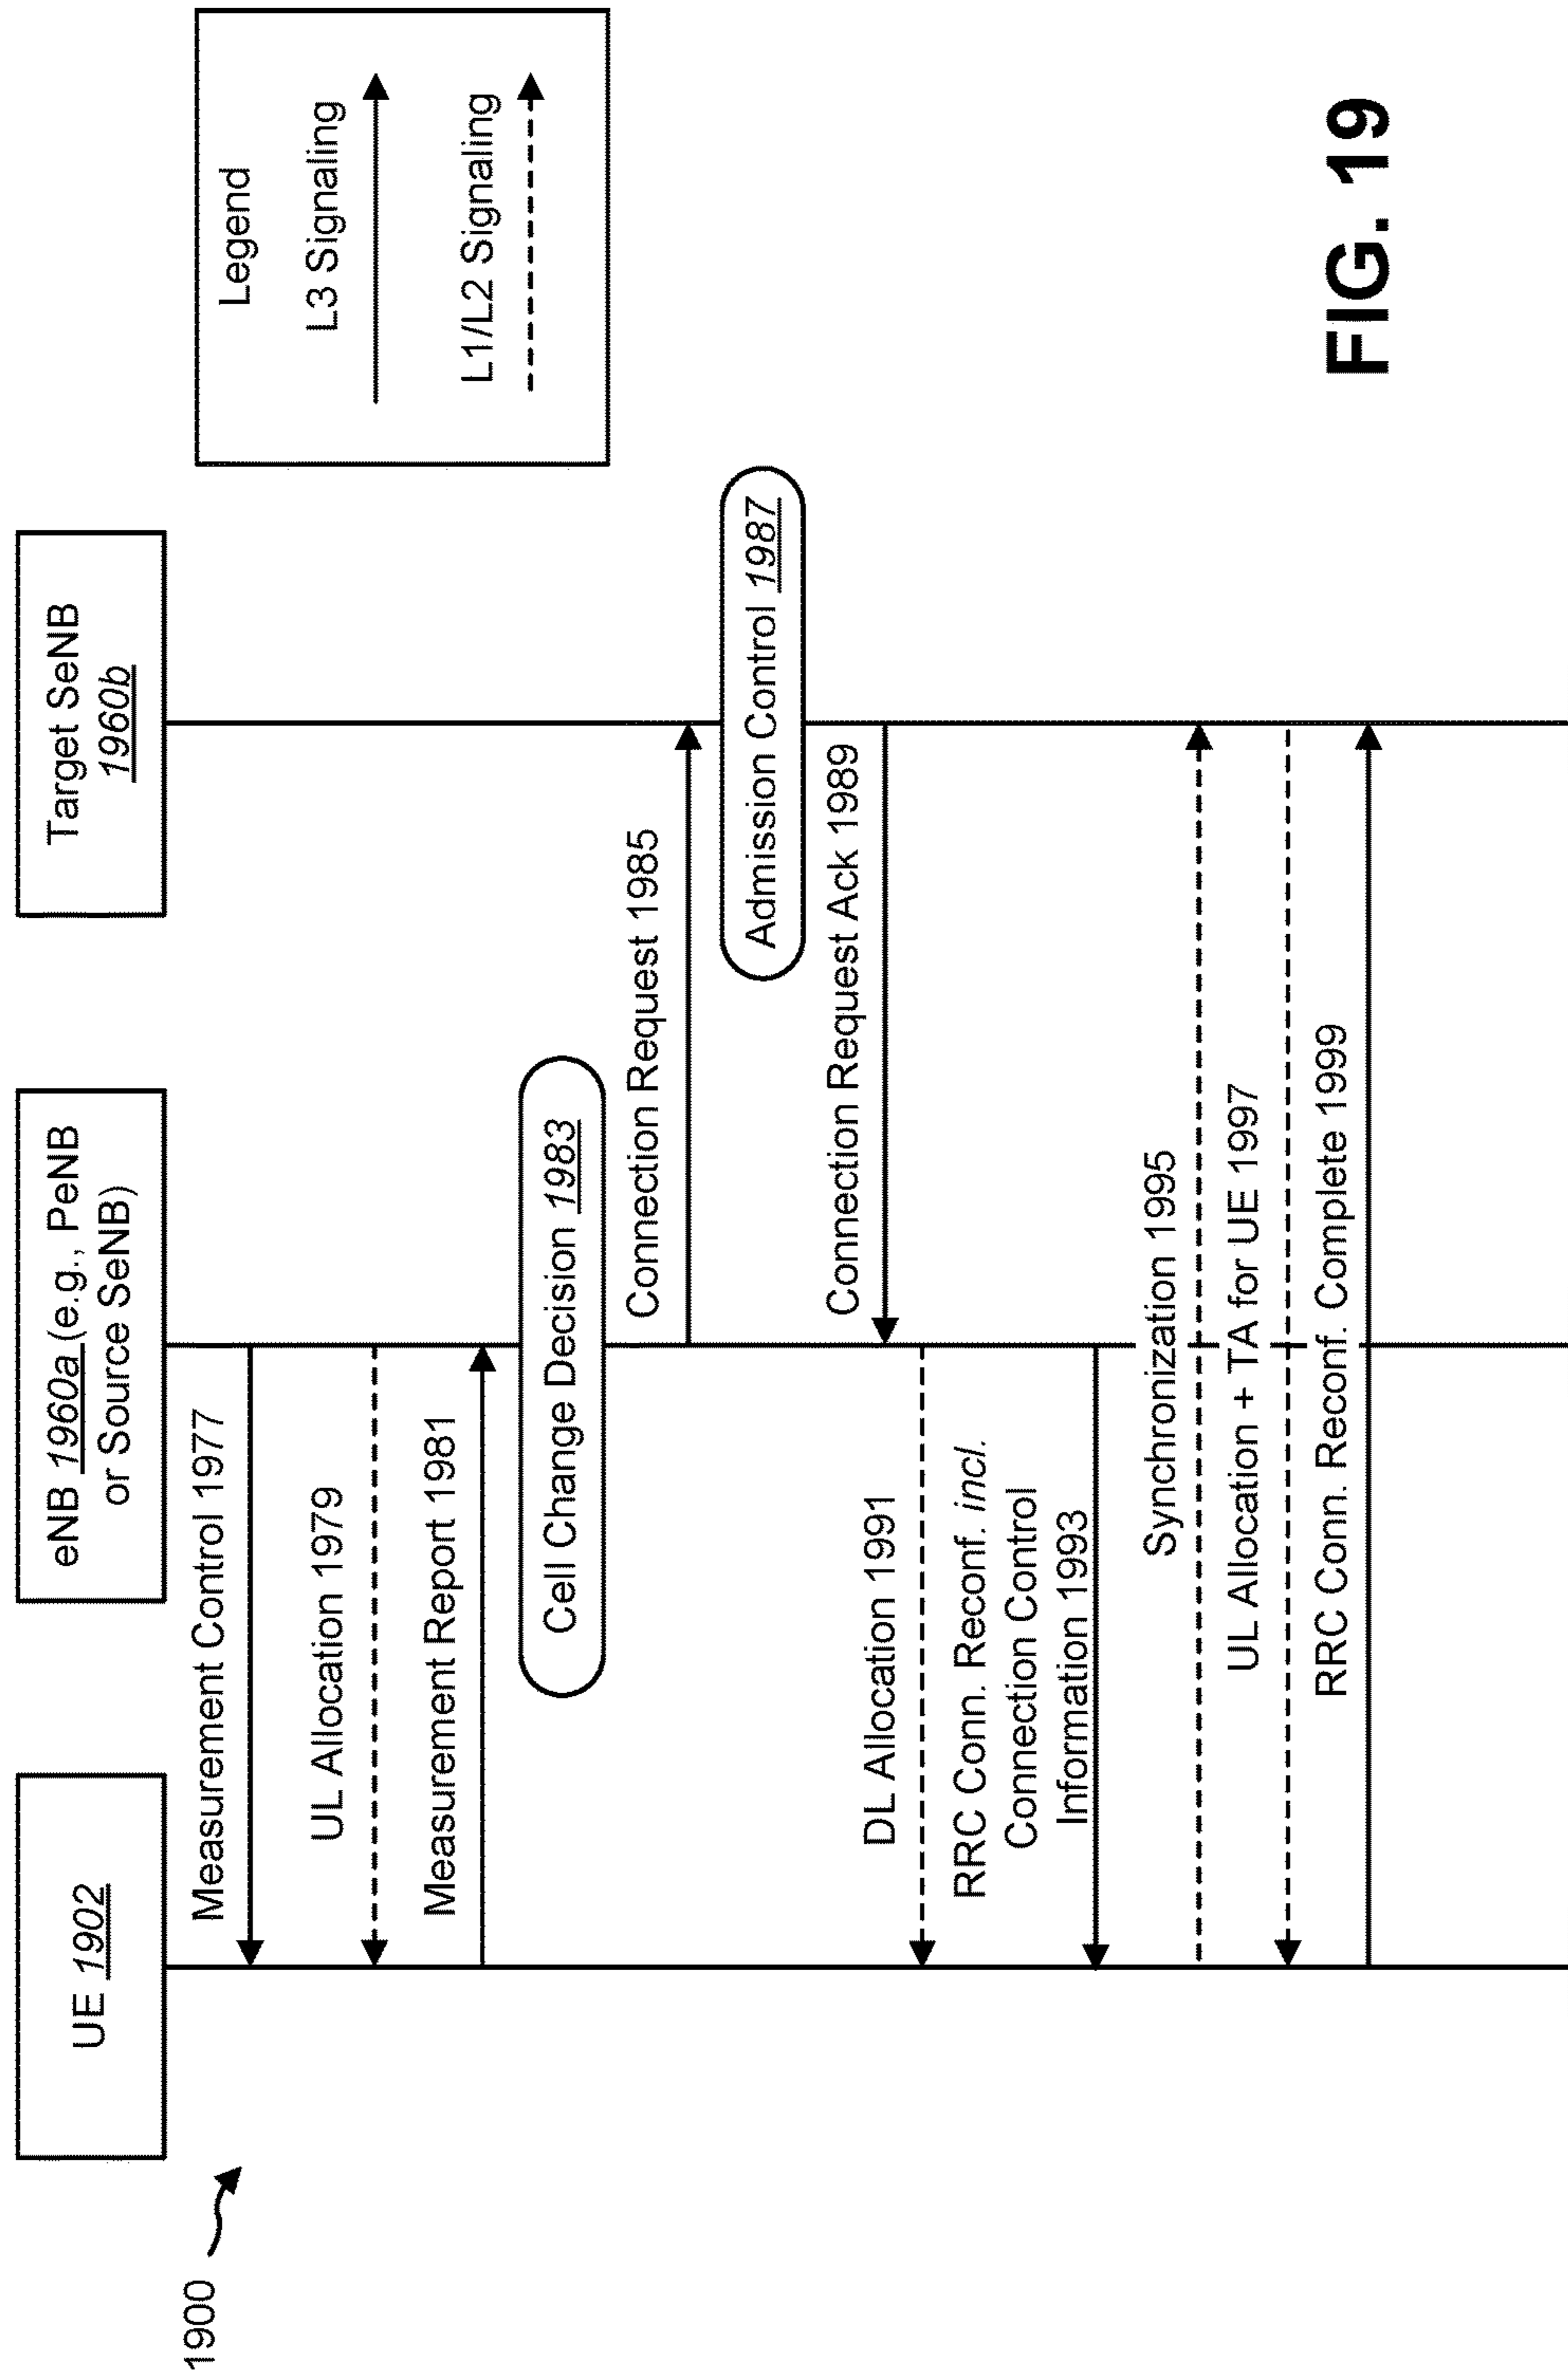 1900
UE 1902
eNB 1960a (e.g., PeNB
or Source SeNB)
Target SeNB
1960b
Legend
L3 Signaling
L1/L2 Signaling
Measurement Control 1977
UL Allocation 1979
Measurement Report 1981
Cell Change Decision 1983
Connection Request 1985
Admission Control 1987
Connection Request Ack 1989
DL Allocation 1991
RRC Conn. Reconf. incl.
Connection Control
Information 1993
Synchronization 1995
UL Allocation + TA for UE 1997
RRC Conn. Reconf. Complete 1999
FIG. 19